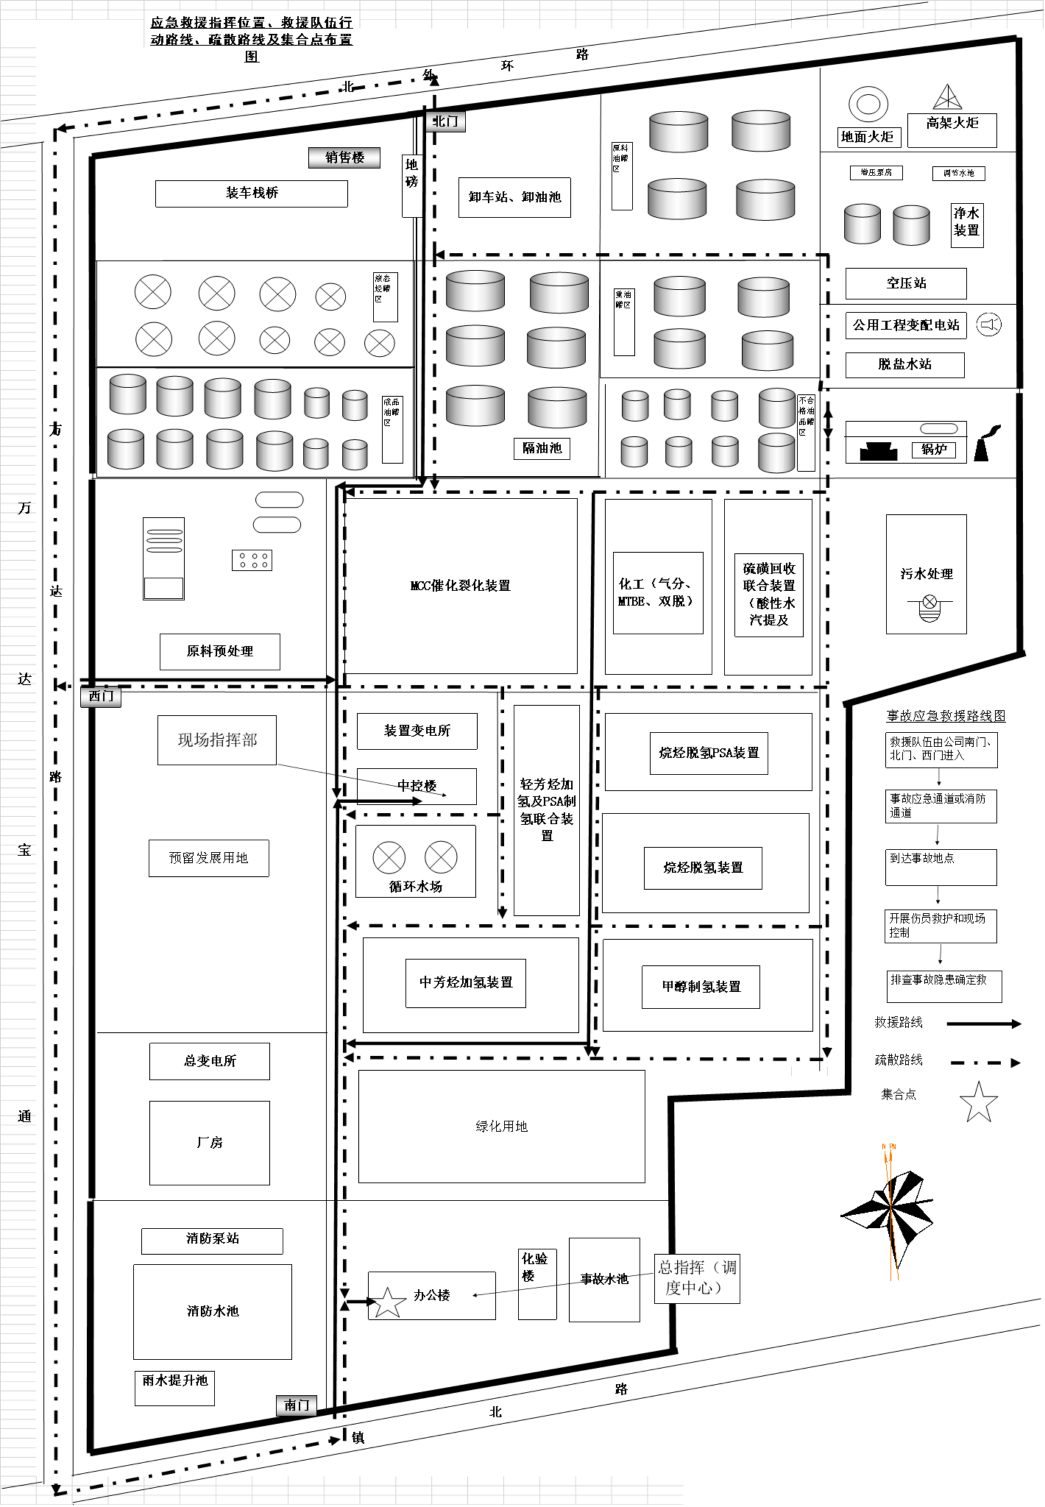 应急救援指挥位置、救援队伍行
动路线、疏散路线及集合点布置
图
北
外
环
路
北门
销售楼
地
磅
装车栈桥
卸车站、卸油池
原料
油罐
区
地面火炬
高架火炬
增压泵房
调节水池
净水
装置
空压站
液态
烃罐
区
重油
罐区
公用工程变配电站
脱盐水站
成品
油罐
区
隔油池
不合
格油
品罐
区
锅炉
万
达
路
万
达
宝
通
MCC催化裂化装置
化工（气分、
MTBE、双脱）
硫磺回收
联合装置
（酸性水
汽提及
污水处理
原料预处理
西门
现场指挥部
装置变电所
中控楼
轻芳烃加
氢及PSA制
氢联合装
置
烷烃脱氢PSA装置
预留发展用地
循环水场
烷烃脱氢装置
中芳烃加氢装置
甲醇制氢装置
事故应急救援路线图
救援队伍由公司南门、
北门、西门进入
事故应急通道或消防
通道
到达事故地点
开展伤员救护和现场
控制
排查事故隐患确定救
救援路线
疏散路线
集合点
总变电所
厂房
绿化用地
消防泵站
消防水池
雨水提升池
办公楼
化验
楼
事故水池
总指挥（调
度中心）
南门
镇
北
路